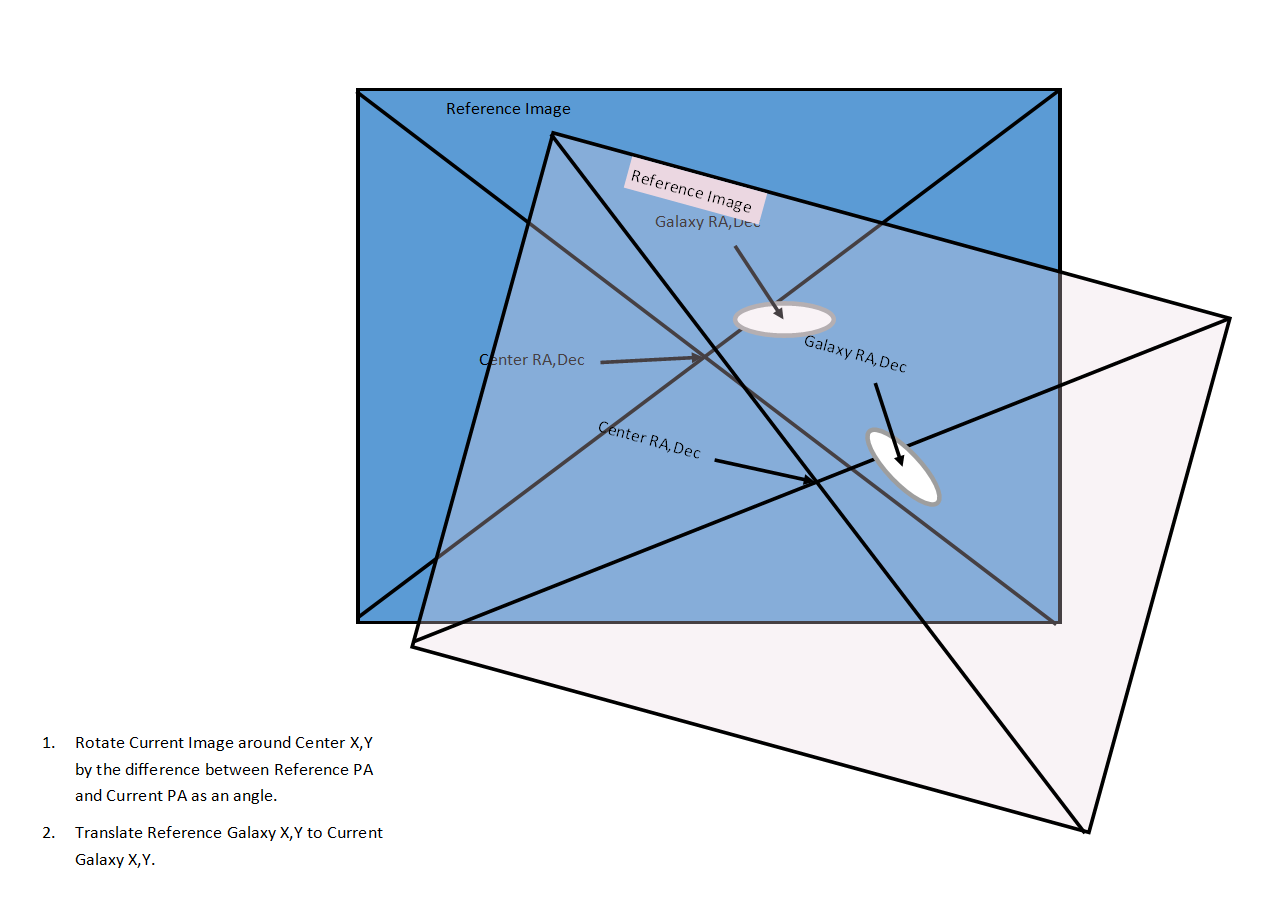 Reference Image
Reference Image
Galaxy RA,Dec
Galaxy RA,Dec
Center RA,Dec
Center RA,Dec
1. Rotate Current Image around Center X,Y
by the difference between Reference PA
and Current PA as an angle.
2. Translate Reference Galaxy X,Y to Current
Galaxy X,Y.